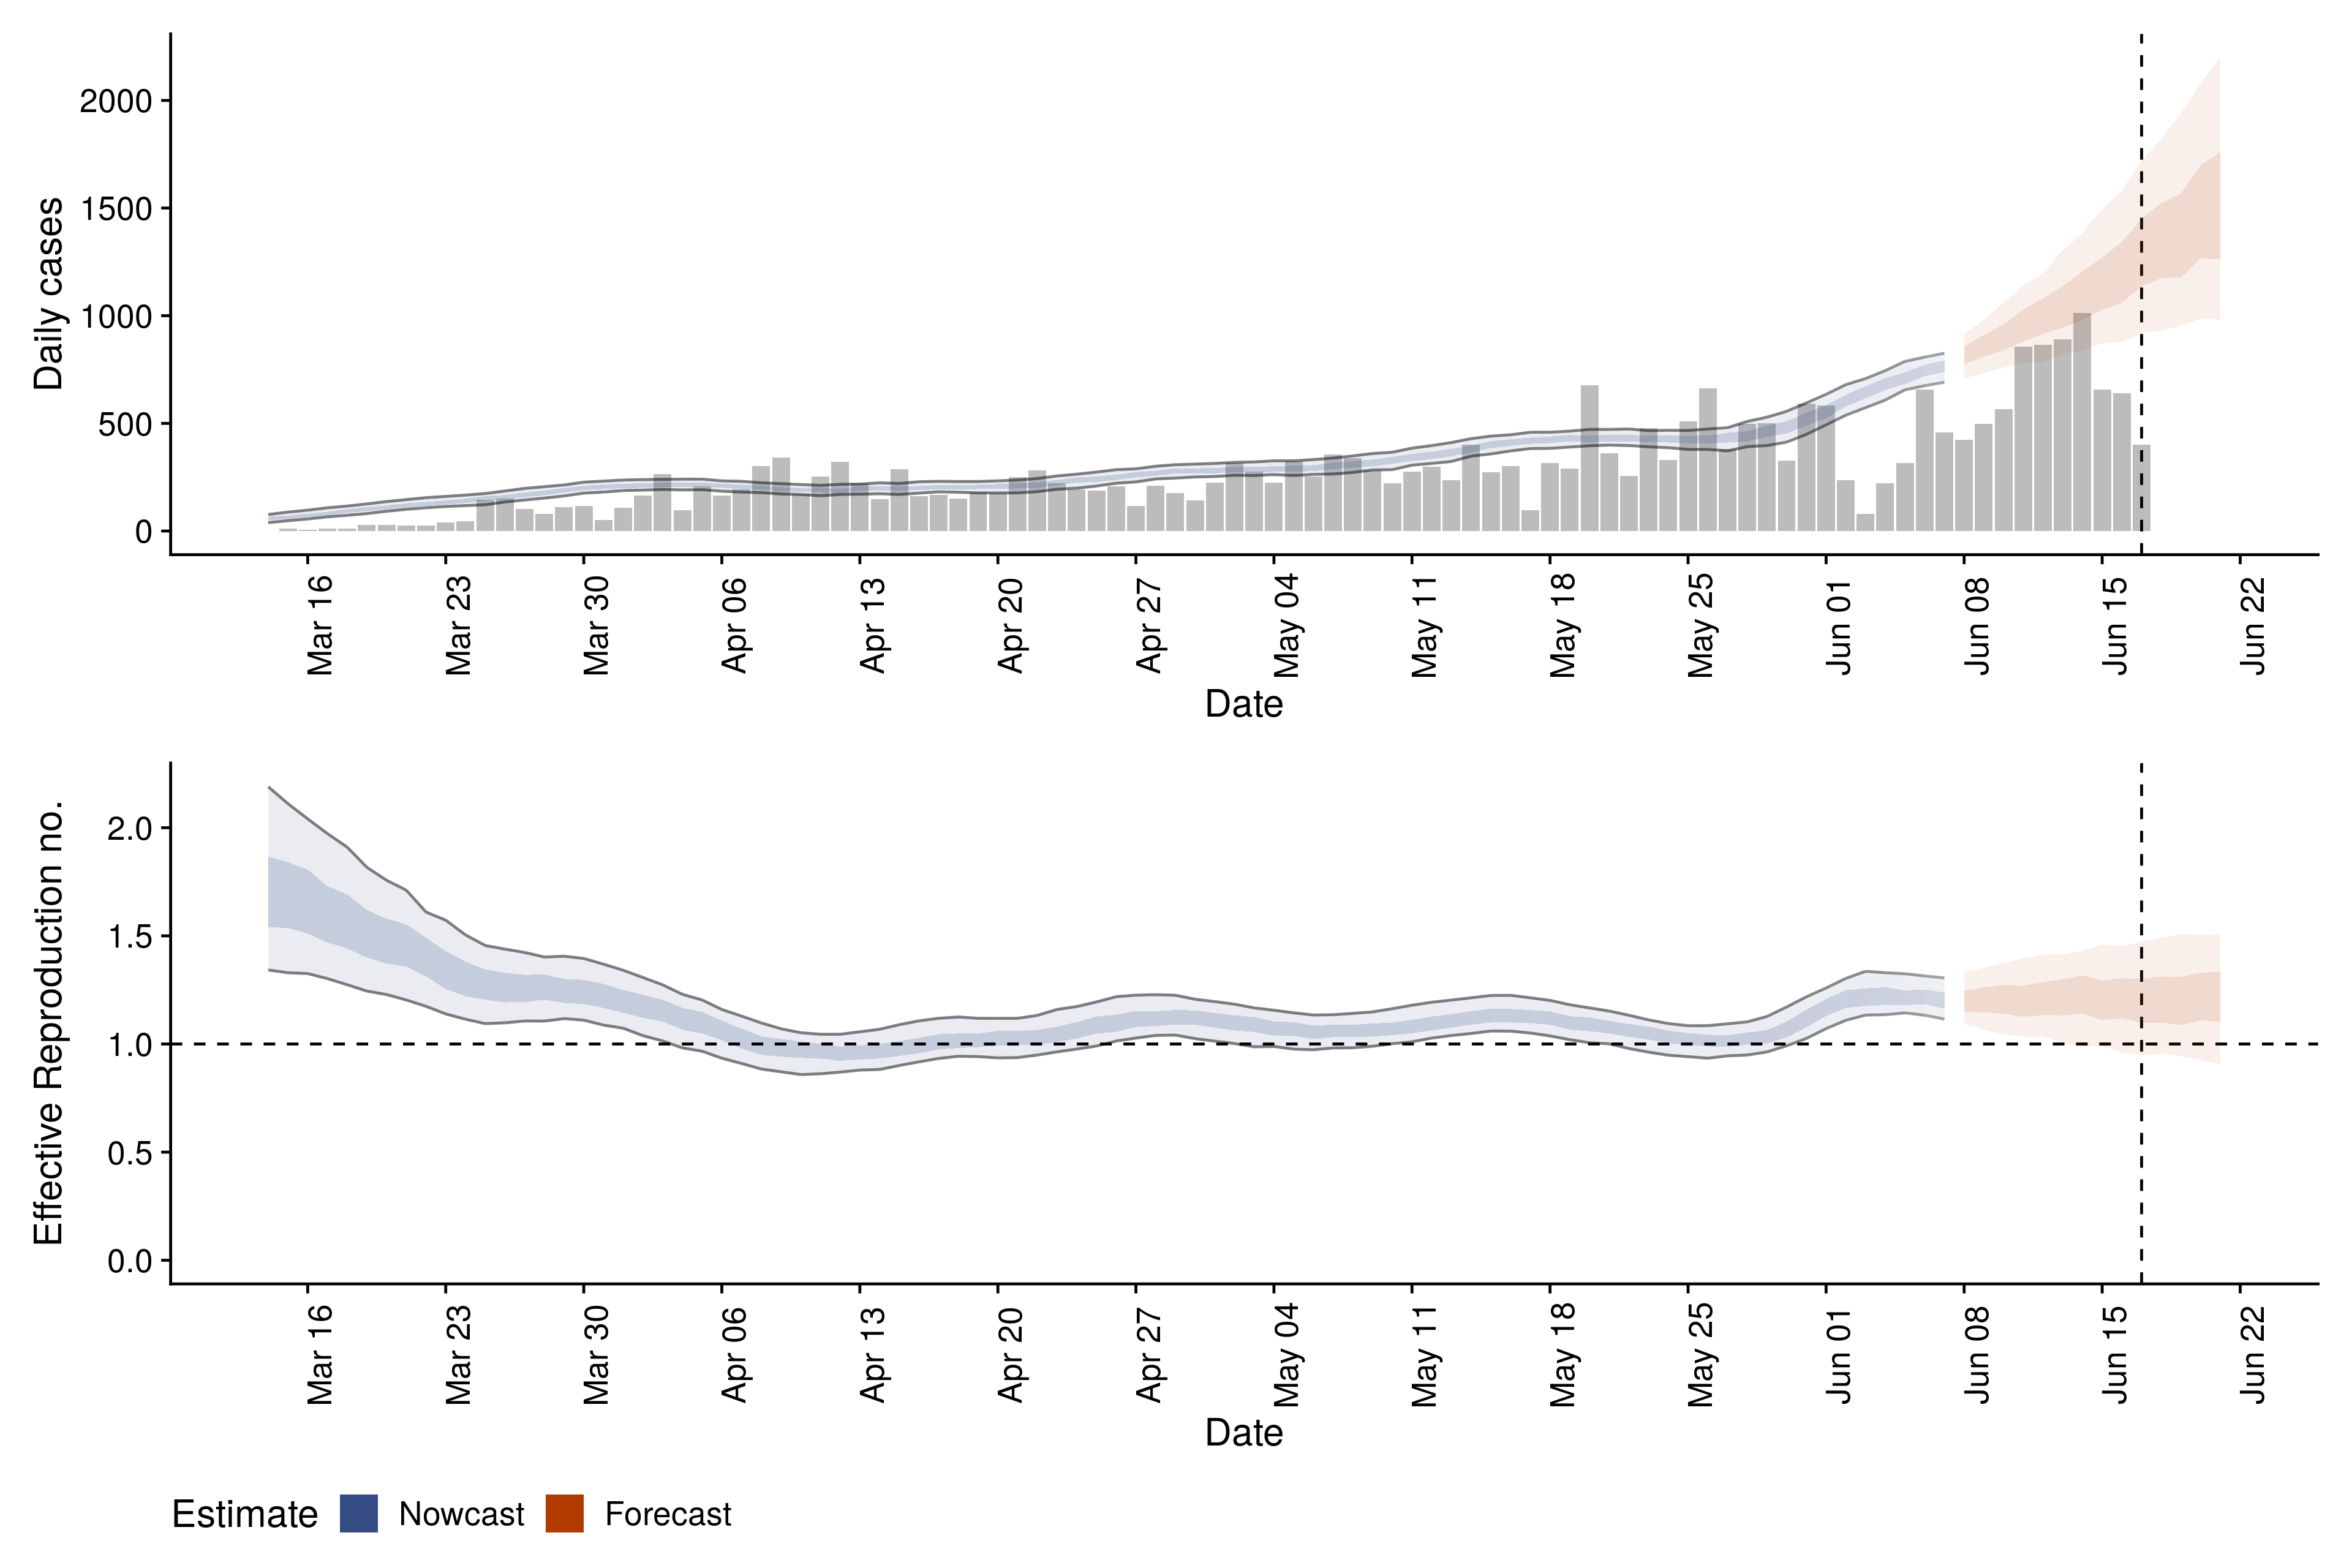 Daily cases
2000
1500
1000
500
0
Mar 16
Mar 23
Mar 30
Apr 06
Apr 13
Apr 20
Apr 27
May 04
May 11
May 18
May 25
Jun 01
Jun 08
Jun 15
Jun 22
Date
Effective Reproduction no.
2.0
1.5
1.0
0.5
0.0
Mar 16
Mar 23
Mar 30
Apr 06
Apr 13
Apr 20
Apr 27
May 04
May 11
May 18
May 25
Jun 01
Jun 08
Jun 15
Jun 22
Date
Estimate Nowcast Forecast